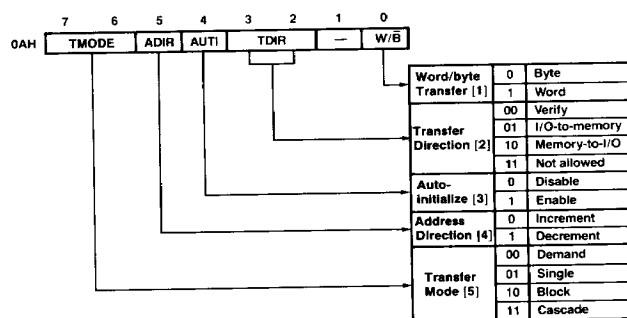 7 6 5 4 3 2 1 0
0AH TMODE ADIR AUTI TDIR — W/B̅
Word/byte Transfer [1]
0 Byte
1 Word
Transfer Direction [2]
00 Verify
01 I/O-to-memory
10 Memory-to-I/O
11 Not allowed
Auto-initialize [3]
0 Disable
1 Enable
Address Direction [4]
0 Increment
1 Decrement
Transfer Mode [5]
00 Demand
01 Single
10 Block
11 Cascade